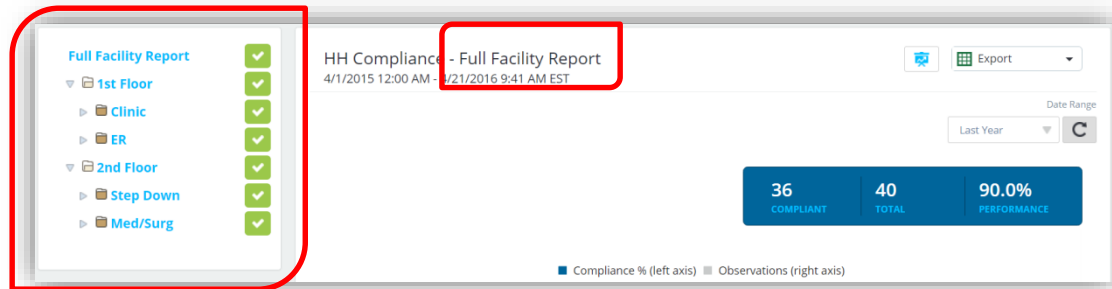 Full Facility Report
1st Floor
Clinic
ER
2nd Floor
Step Down
Med/Surg
HH Compliance - Full Facility Report
4/1/2015 12:00 AM - 4/21/2016 9:41 AM EST
Export
Date Range
Last Year
36 40 90.0%
COMPLIANT TOTAL PERFORMANCE
Compliance % (left axis) Observations (right axis)